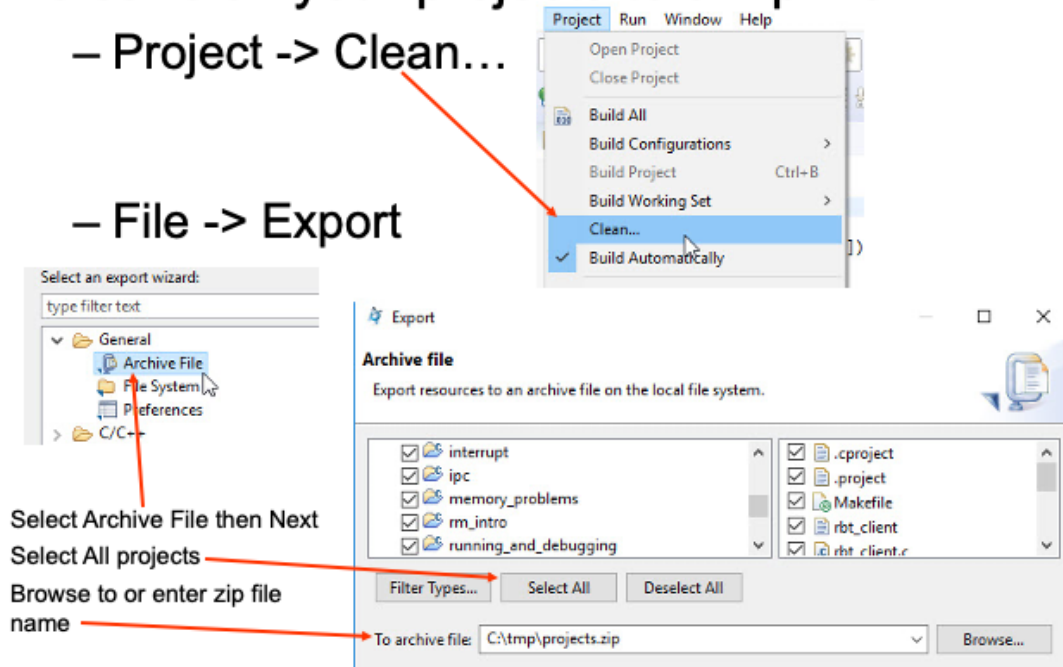 – Project -> Clean...
Project Run Window Help
Open Project
Close Project
Build All
Build Configurations >
Build Project Ctrl+B
Build Working Set >
Clean...
Build Automatically
])
– File -> Export
Select an export wizard:
type filter text
General
Archive File
File System
Preferences
C/C++
Select Archive File then Next
Select All projects
Browse to or enter zip file
name
Export
Archive file
Export resources to an archive file on the local file system.
interrupt
ipc
memory_problems
rm_intro
running_and_debugging
.cproject
.project
Makefile
rbt_client
rbt_client.c
Filter Types...
Select All
Deselect All
To archive file: C:\tmp\projects.zip
Browse...